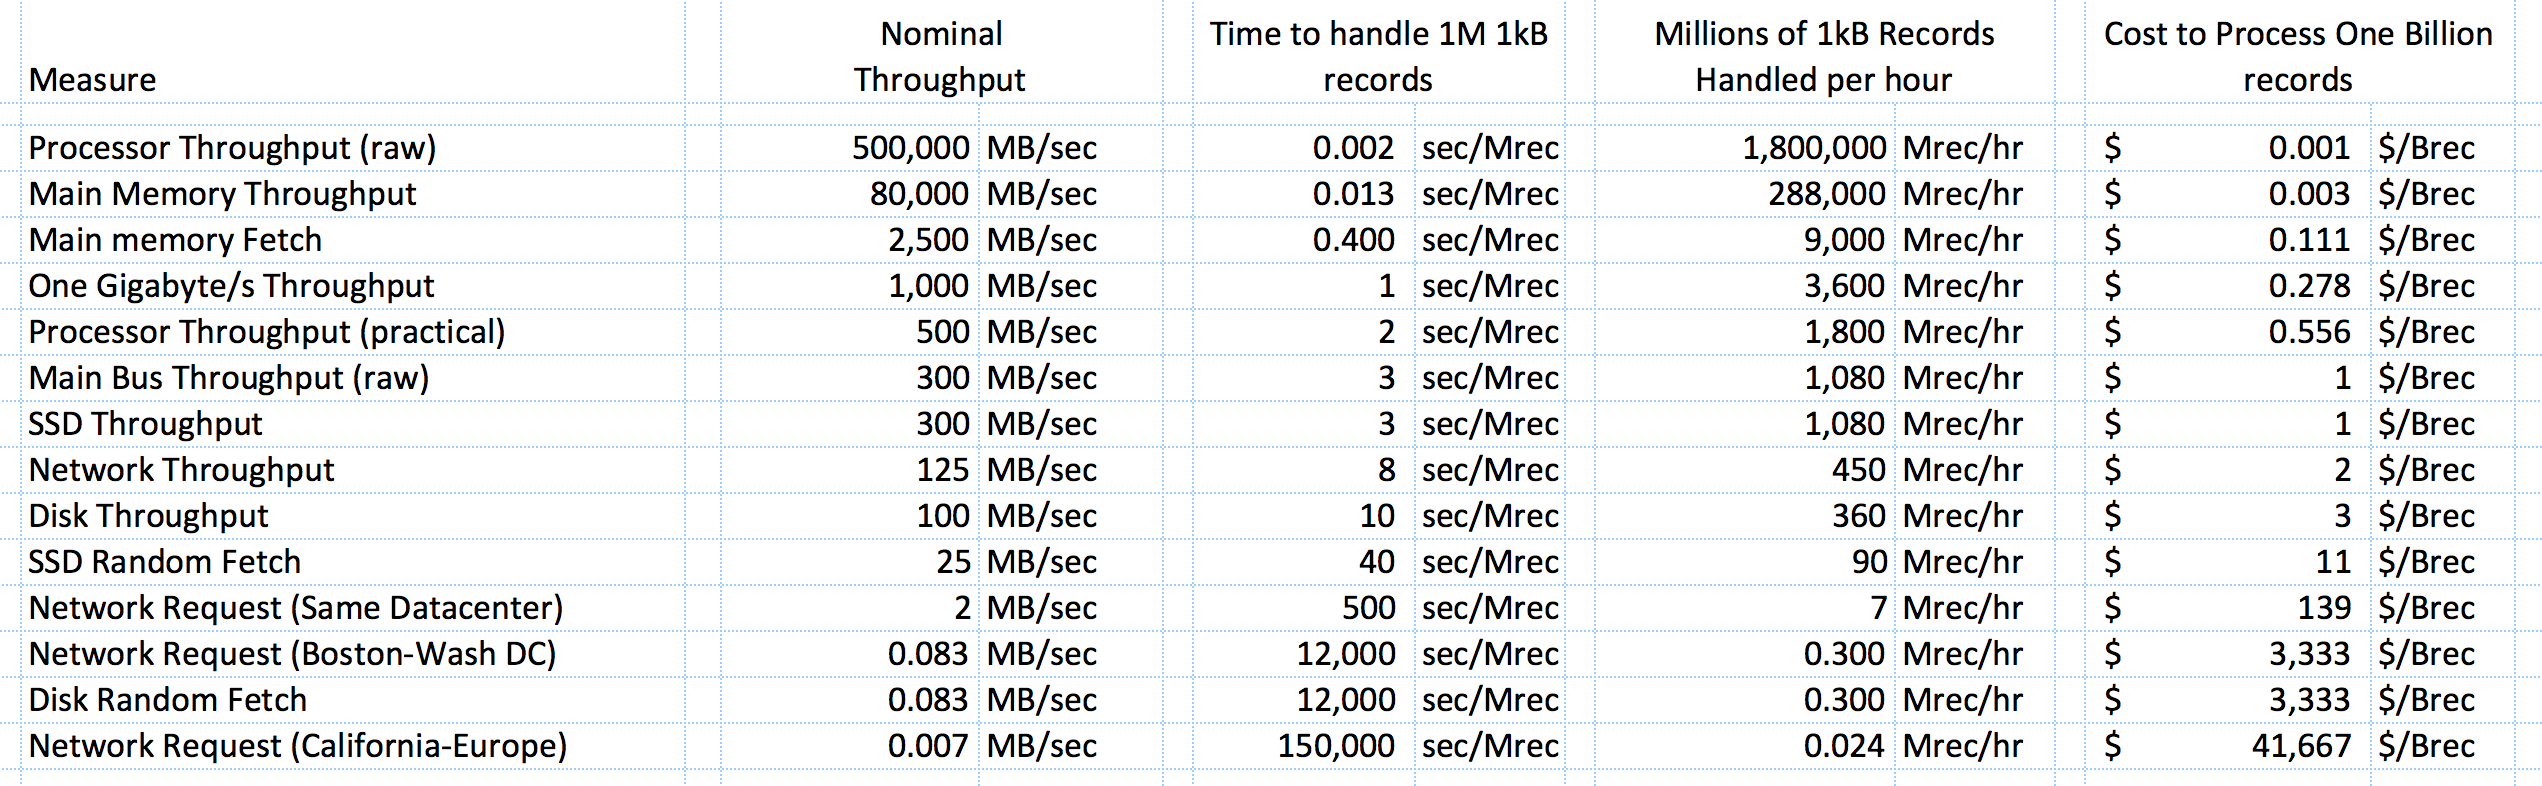 Measure Nominal Throughput Time to handle 1M 1kB records Millions of 1kB Records Handled per hour Cost to Process One Billion records
Processor Throughput (raw) 500,000 MB/sec 0.002 sec/Mrec 1,800,000 Mrec/hr $ 0.001 $/Brec
Main Memory Throughput 80,000 MB/sec 0.013 sec/Mrec 288,000 Mrec/hr $ 0.003 $/Brec
Main memory Fetch 2,500 MB/sec 0.400 sec/Mrec 9,000 Mrec/hr $ 0.111 $/Brec
One Gigabyte/s Throughput 1,000 MB/sec 1 sec/Mrec 3,600 Mrec/hr $ 0.278 $/Brec
Processor Throughput (practical) 500 MB/sec 2 sec/Mrec 1,800 Mrec/hr $ 0.556 $/Brec
Main Bus Throughput (raw) 300 MB/sec 3 sec/Mrec 1,080 Mrec/hr $ 1 $/Brec
SSD Throughput 300 MB/sec 3 sec/Mrec 1,080 Mrec/hr $ 1 $/Brec
Network Throughput 125 MB/sec 8 sec/Mrec 450 Mrec/hr $ 2 $/Brec
Disk Throughput 100 MB/sec 10 sec/Mrec 360 Mrec/hr $ 3 $/Brec
SSD Random Fetch 25 MB/sec 40 sec/Mrec 90 Mrec/hr $ 11 $/Brec
Network Request (Same Datacenter) 2 MB/sec 500 sec/Mrec 7 Mrec/hr $ 139 $/Brec
Network Request (Boston-Wash DC) 0.083 MB/sec 12,000 sec/Mrec 0.300 Mrec/hr $ 3,333 $/Brec
Disk Random Fetch 0.083 MB/sec 12,000 sec/Mrec 0.300 Mrec/hr $ 3,333 $/Brec
Network Request (California-Europe) 0.007 MB/sec 150,000 sec/Mrec 0.024 Mrec/hr $ 41,667 $/Brec